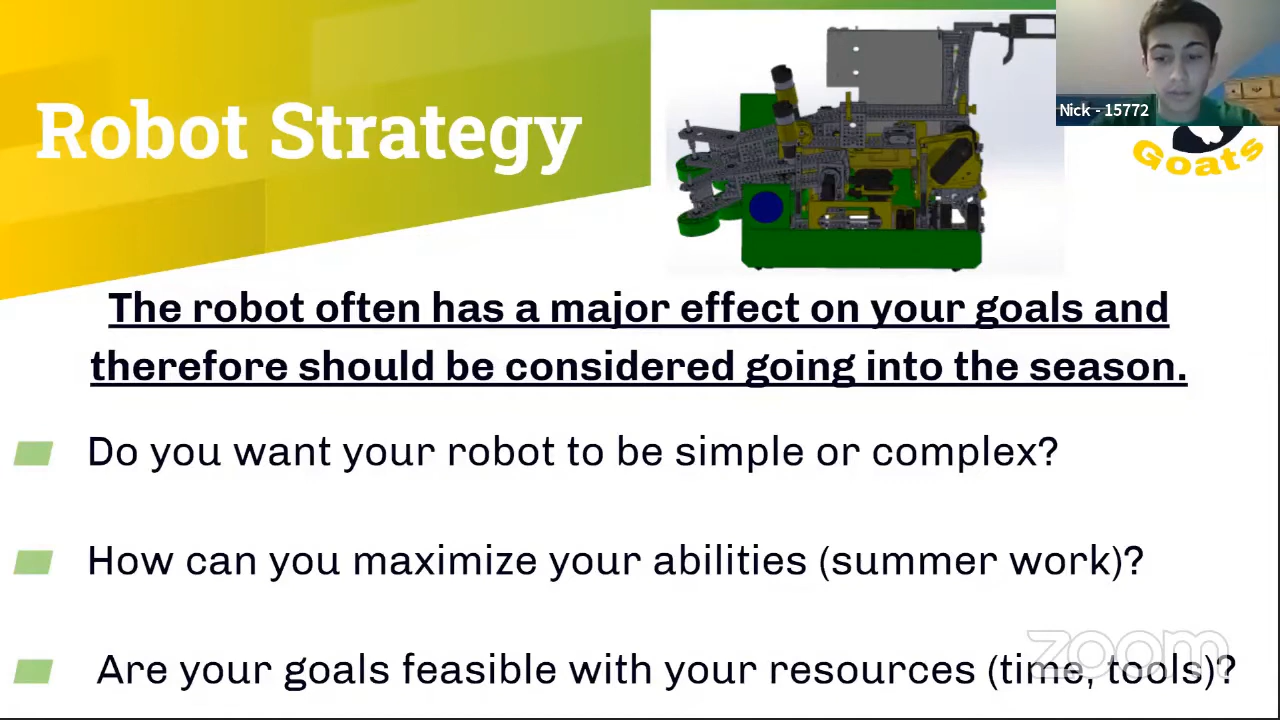 Robot Strategy
Nick - 15772
Goats
The robot often has a major effect on your goals and
therefore should be considered going into the season.
Do you want your robot to be simple or complex?
How can you maximize your abilities (summer work)?
Are your goals feasible with your resources (time, tools)?
zoom